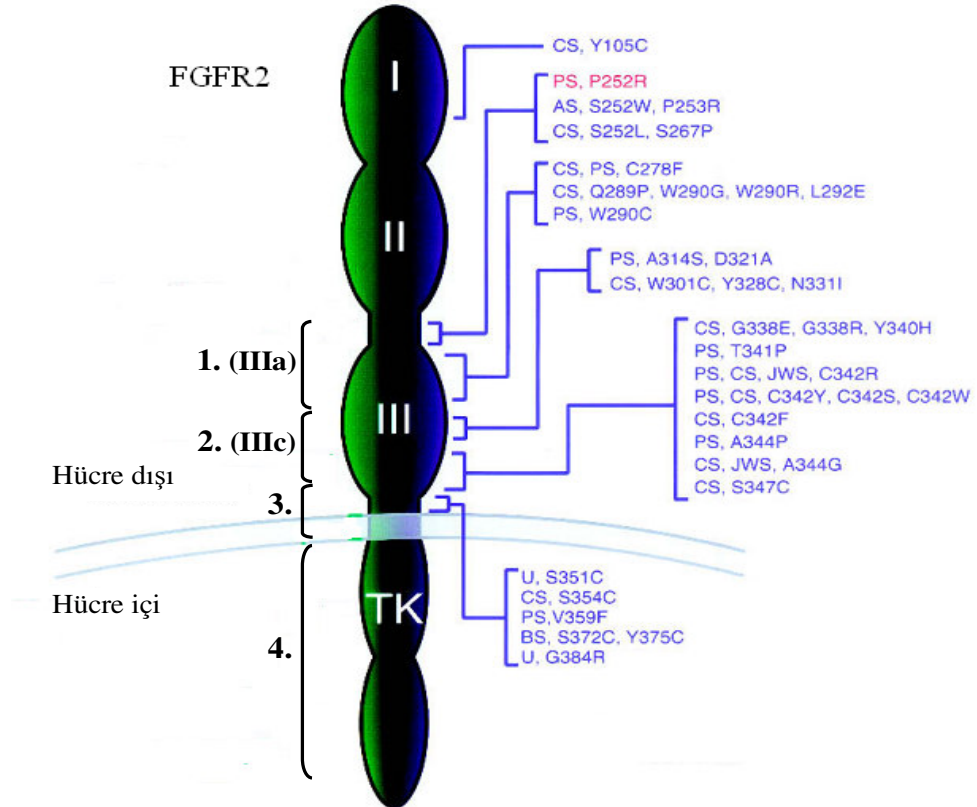 FGFR2
I
II
III
TK
CS, Y105C
PS, P252R
AS, S252W, P253R
CS, S252L, S267P
CS, PS, C278F
CS, Q289P, W290G, W290R, L292E
PS, W290C
PS, A314S, D321A
CS, W301C, Y328C, N331I
CS, G338E, G338R, Y340H
PS, T341P
PS, CS, JWS, C342R
PS, CS, C342Y, C342S, C342W
CS, C342F
PS, A344P
CS, JWS, A344G
CS, S347C
U, S351C
CS, S354C
PS,V359F
BS, S372C, Y375C
U, G384R
1. (IIIa)
2. (IIIc)
Hücre dışı
3.
Hücre içi
4.